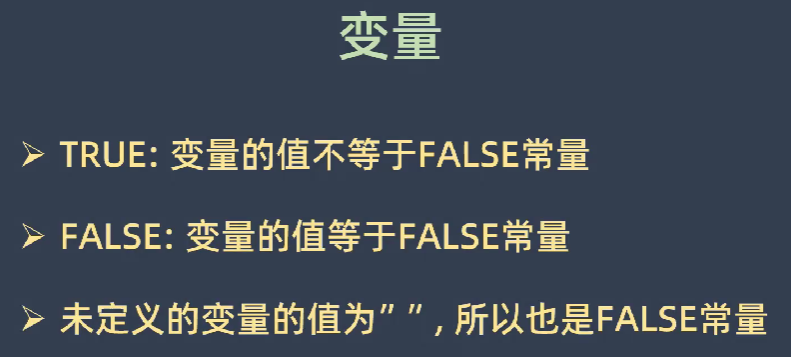 变量
➢ TRUE: 变量的值不等于FALSE常量
➢ FALSE: 变量的值等于FALSE常量
➢ 未定义的变量的值为””, 所以也是FALSE常量